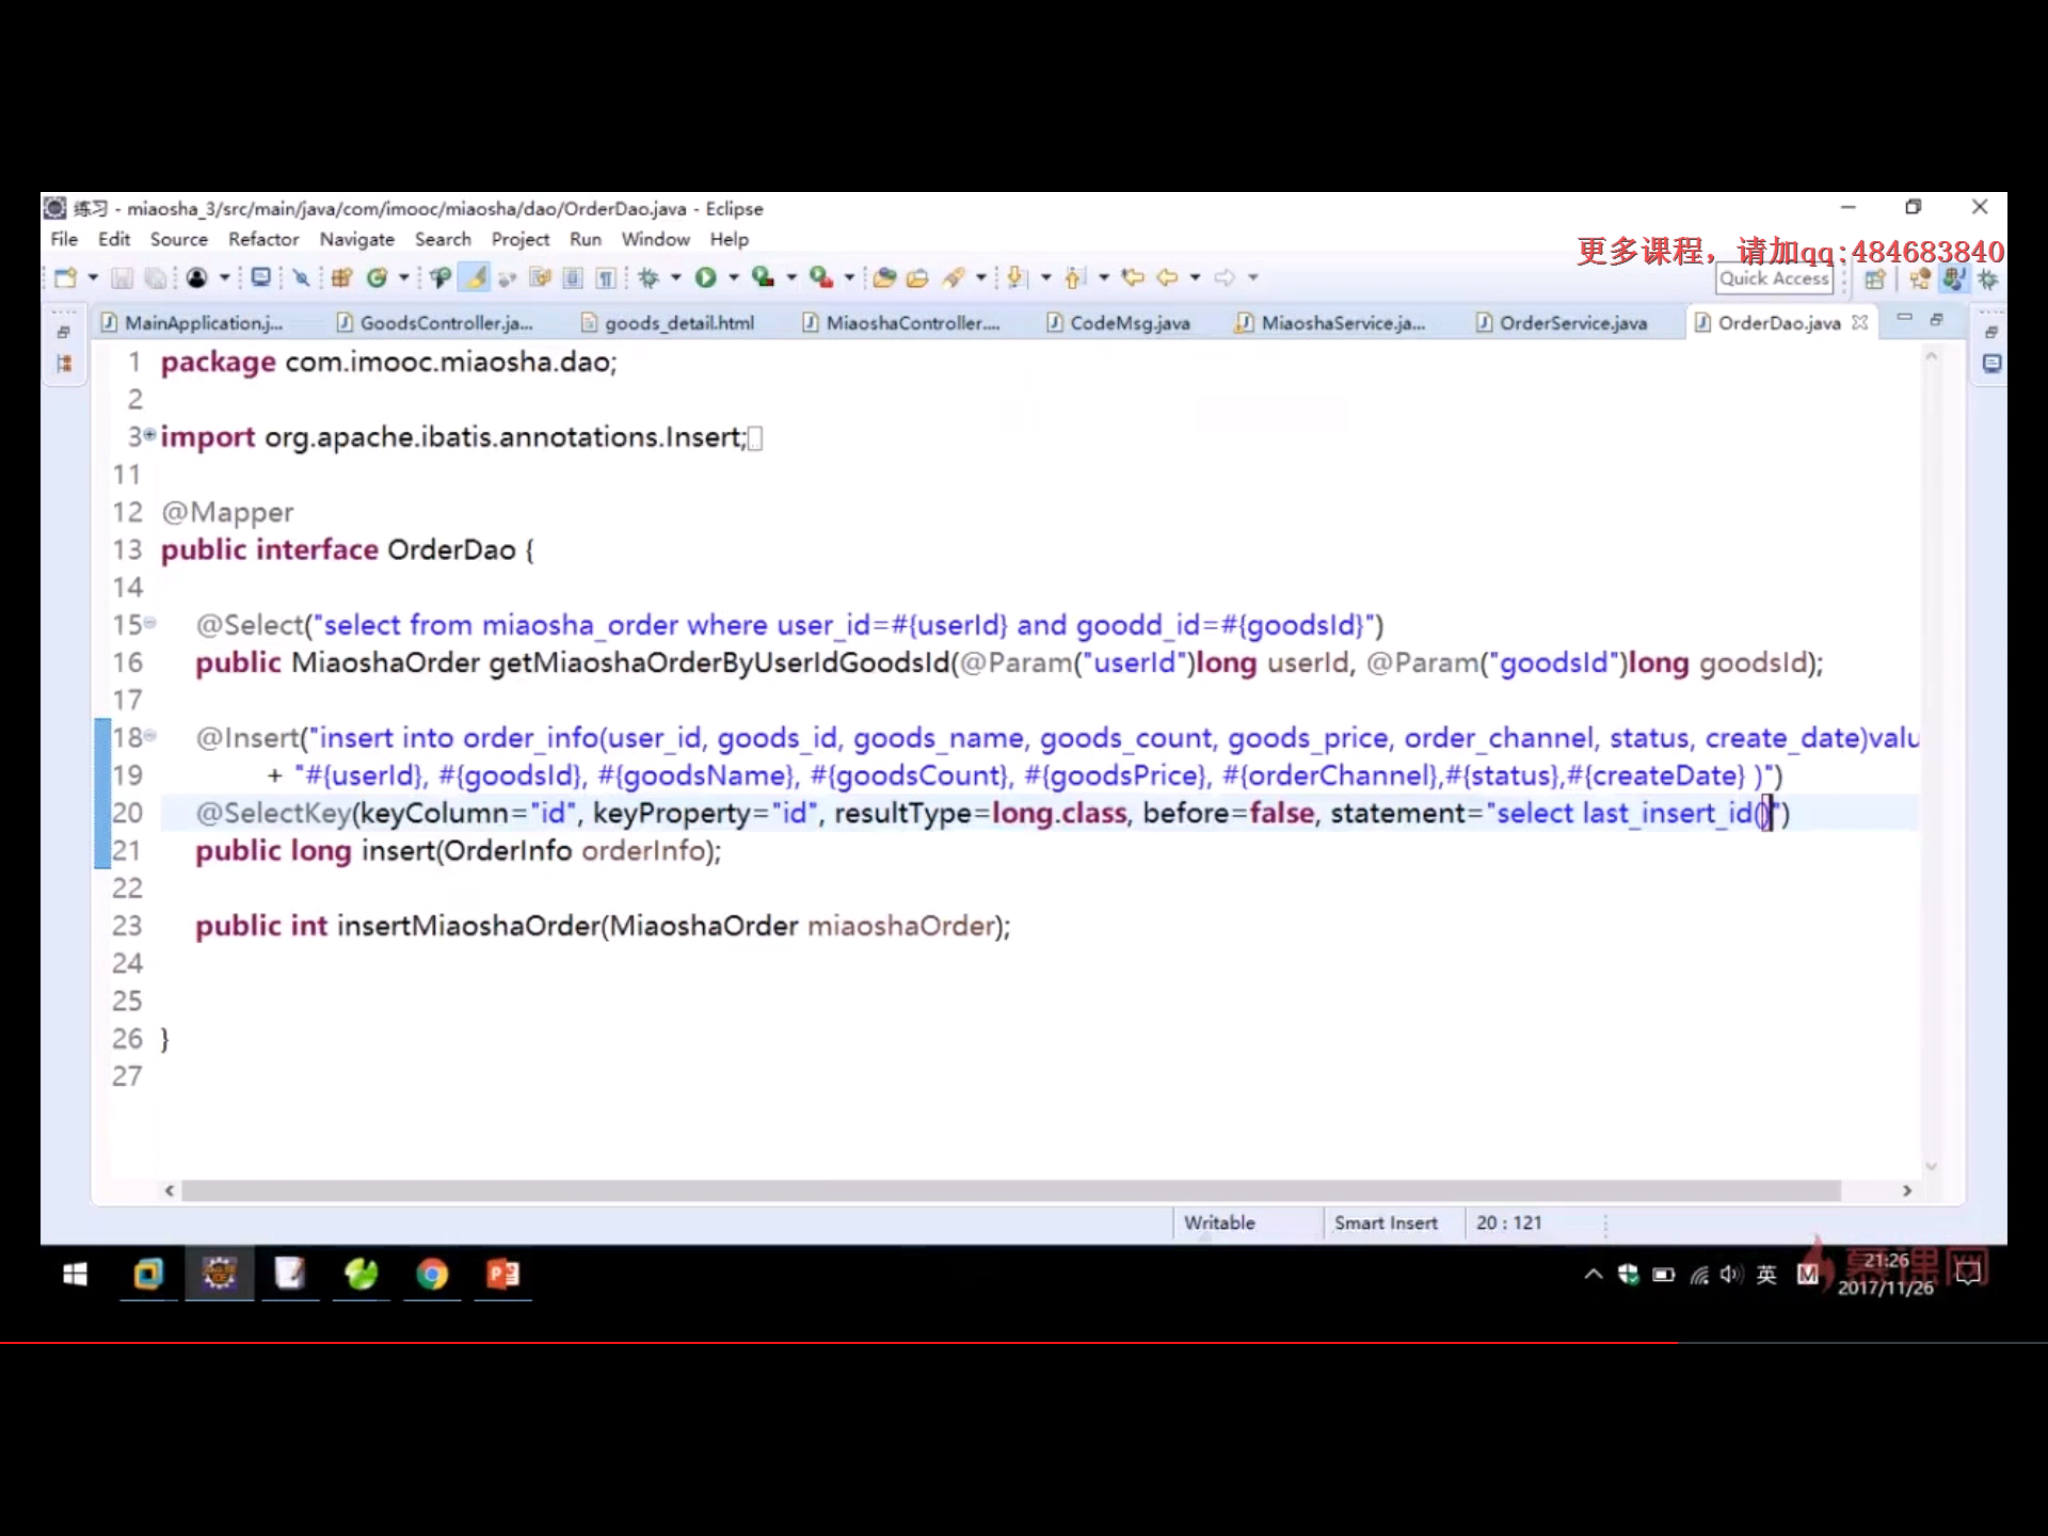 练习 - miaosha_3/src/main/java/com/imooc/miaosha/dao/OrderDao.java - Eclipse
File Edit Source Refactor Navigate Search Project Run Window Help
更多课程，请加qq:484683840
Quick Access
MainApplication.j... GoodsController.ja... goods_detail.html MiaoshaController.... CodeMsg.java MiaoshaService.ja... OrderService.java OrderDao.java
1 package com.imooc.miaosha.dao;
2
3 import org.apache.ibatis.annotations.Insert;
11
12 @Mapper
13 public interface OrderDao {
14
15 @Select("select from miaosha_order where user_id=#{userId} and goodd_id=#{goodsId}")
16 public MiaoshaOrder getMiaoshaOrderByUserIdGoodsId(@Param("userId")long userId, @Param("goodsId")long goodsId);
17
18 @Insert("insert into order_info(user_id, goods_id, goods_name, goods_count, goods_price, order_channel, status, create_date)valu
19 + "#{userId}, #{goodsId}, #{goodsName}, #{goodsCount}, #{goodsPrice}, #{orderChannel},#{status},#{createDate} )")
20 @SelectKey(keyColumn="id", keyProperty="id", resultType=long.class, before=false, statement="select last_insert_id()")
21 public long insert(OrderInfo orderInfo);
22
23 public int insertMiaoshaOrder(MiaoshaOrder miaoshaOrder);
24
25
26 }
27
Writable Smart Insert 20 : 121
英 21:26
2017/11/26
慕课网